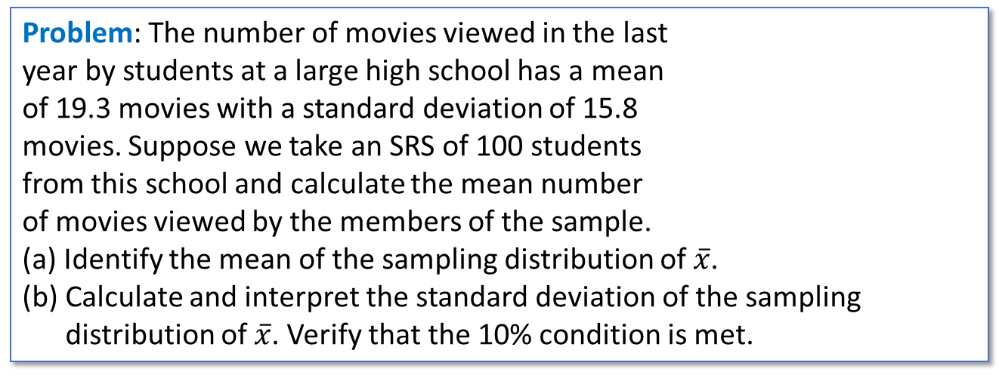 Problem: The number of movies viewed in the last
year by students at a large high school has a mean
of 19.3 movies with a standard deviation of 15.8
movies. Suppose we take an SRS of 100 students
from this school and calculate the mean number
of movies viewed by the members of the sample.
(a) Identify the mean of the sampling distribution of x̄.
(b) Calculate and interpret the standard deviation of the sampling
distribution of x̄. Verify that the 10% condition is met.